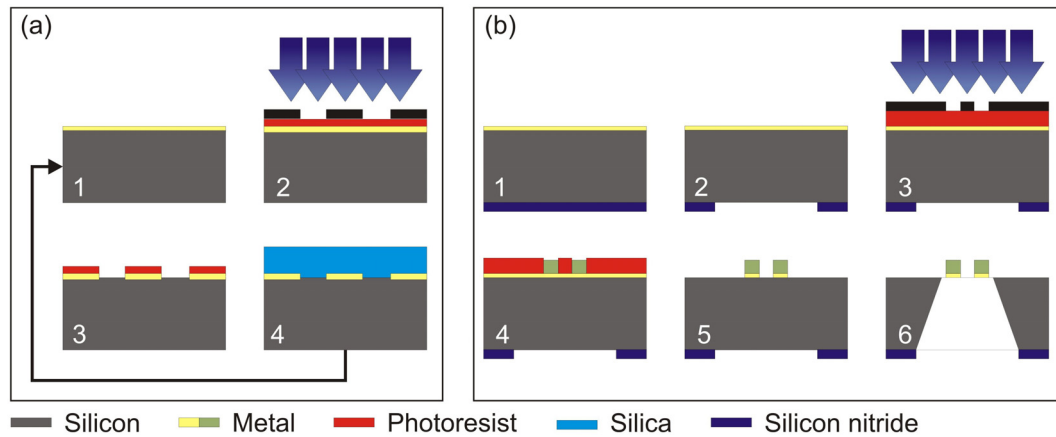 (a)
1
2
3
4
(b)
1
2
3
4
5
6
Silicon
Metal
Photoresist
Silica
Silicon nitride